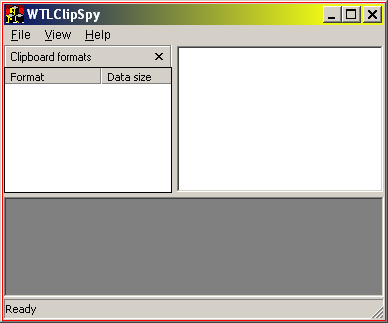 WTLClipSpy
File View Help
Clipboard formats
Format Data size
Ready